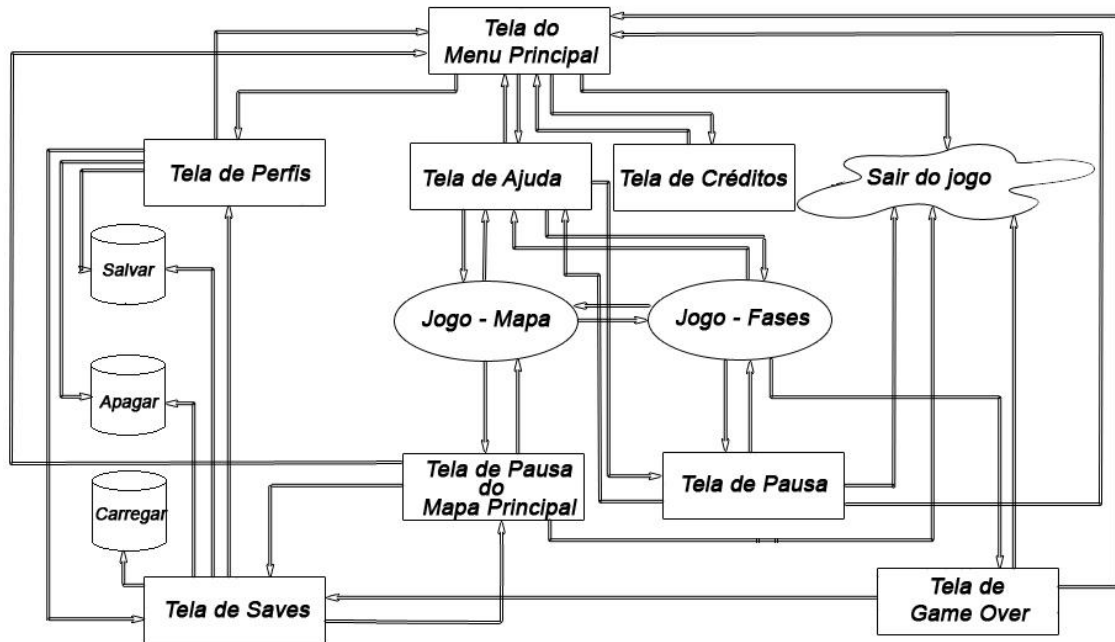 Tela do
Menu Principal
Tela de Perfis
Tela de Ajuda
Tela de Créditos
Sair do jogo
Salvar
Jogo - Mapa
Jogo - Fases
Apagar
Tela de Pausa
do
Mapa Principal
Tela de Pausa
Carregar
Tela de Saves
Tela de
Game Over